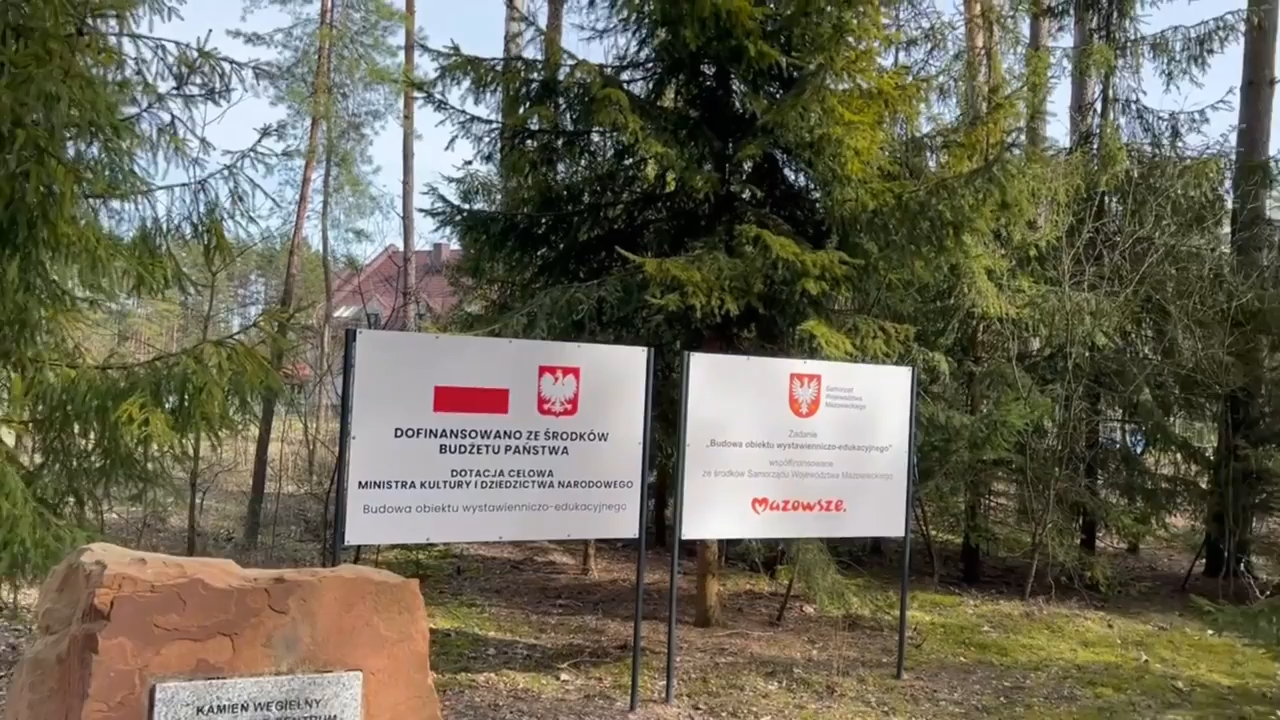 DOFINANSOWANO ZE ŚRODKÓW
BUDŻETU PAŃSTWA
DOTACJA CELOWA
MINISTRA KULTURY I DZIEDZICTWA NARODOWEGO
Budowa obiektu wystawienniczo-edukacyjnego
Samorząd
Województwa
Mazowieckiego
Zadanie
„Budowa obiektu wystawienniczo-edukacyjnego”
współfinansowane
ze środków Samorządu Województwa Mazowieckiego
Mazowsze.
KAMIEŃ WĘGIELNY